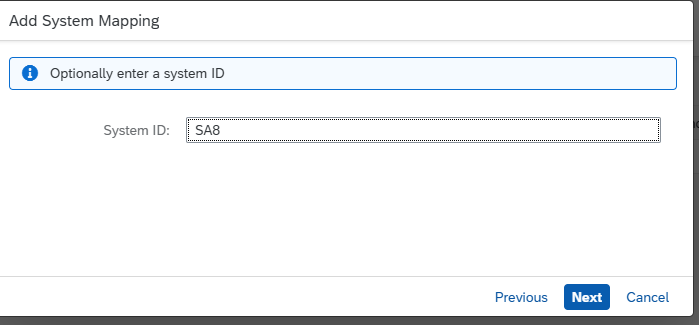 Add System Mapping
Optionally enter a system ID
System ID: SA8
Previous Next Cancel